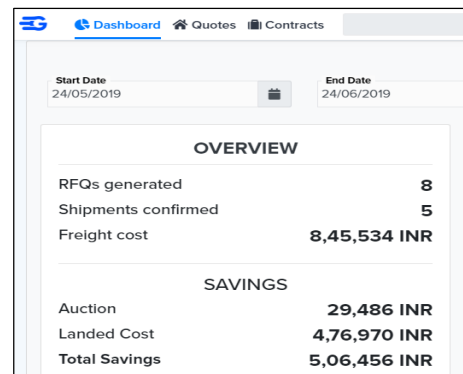 Dashboard Quotes Contracts
Start Date End Date
24/05/2019 24/06/2019
OVERVIEW
RFQs generated 8
Shipments confirmed 5
Freight cost 8,45,534 INR
SAVINGS
Auction 29,486 INR
Landed Cost 4,76,970 INR
Total Savings 5,06,456 INR